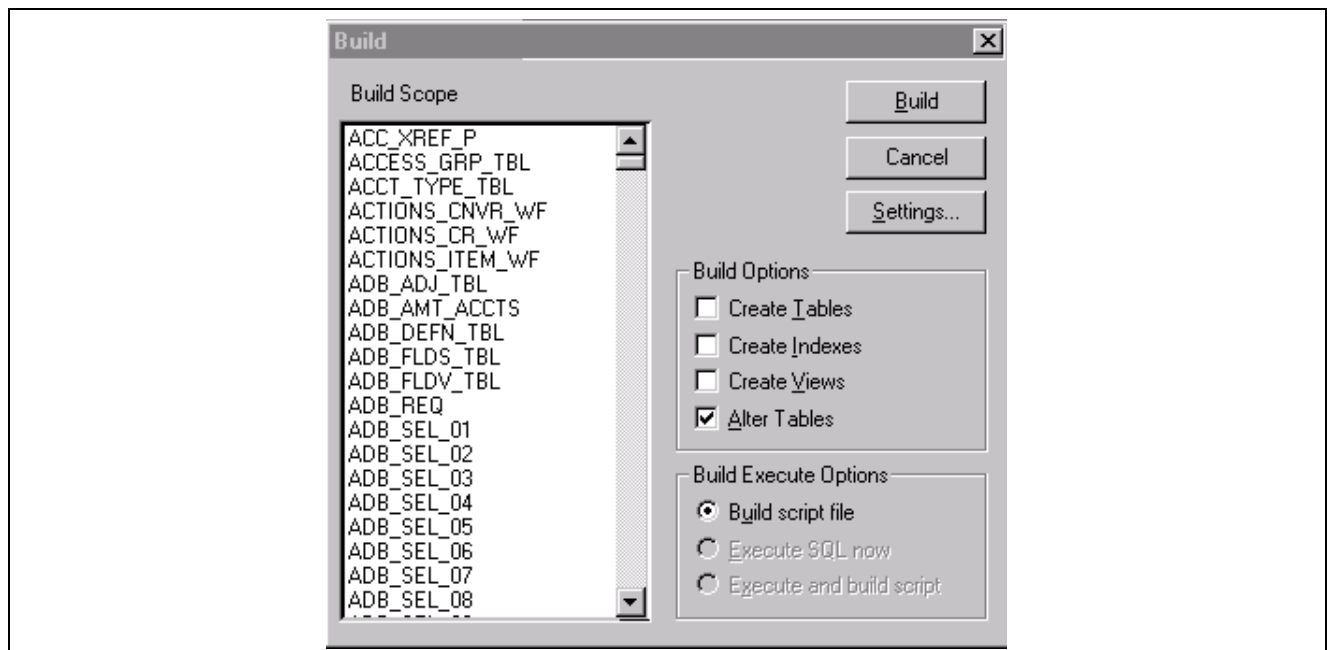 Build
Build Scope
ACC_XREF_P
ACCESS_GRP_TBL
ACCT_TYPE_TBL
ACTIONS_CNVR_WF
ACTIONS_CR_WF
ACTIONS_ITEM_WF
ADB_ADJ_TBL
ADB_AMT_ACCTS
ADB_DEFN_TBL
ADB_FLDS_TBL
ADB_FLDV_TBL
ADB_REQ
ADB_SEL_01
ADB_SEL_02
ADB_SEL_03
ADB_SEL_04
ADB_SEL_05
ADB_SEL_06
ADB_SEL_07
ADB_SEL_08
Build
Cancel
Settings...
Build Options
Create Tables
Create Indexes
Create Views
Alter Tables
Build Execute Options
Build script file
Execute SQL now
Execute and build script